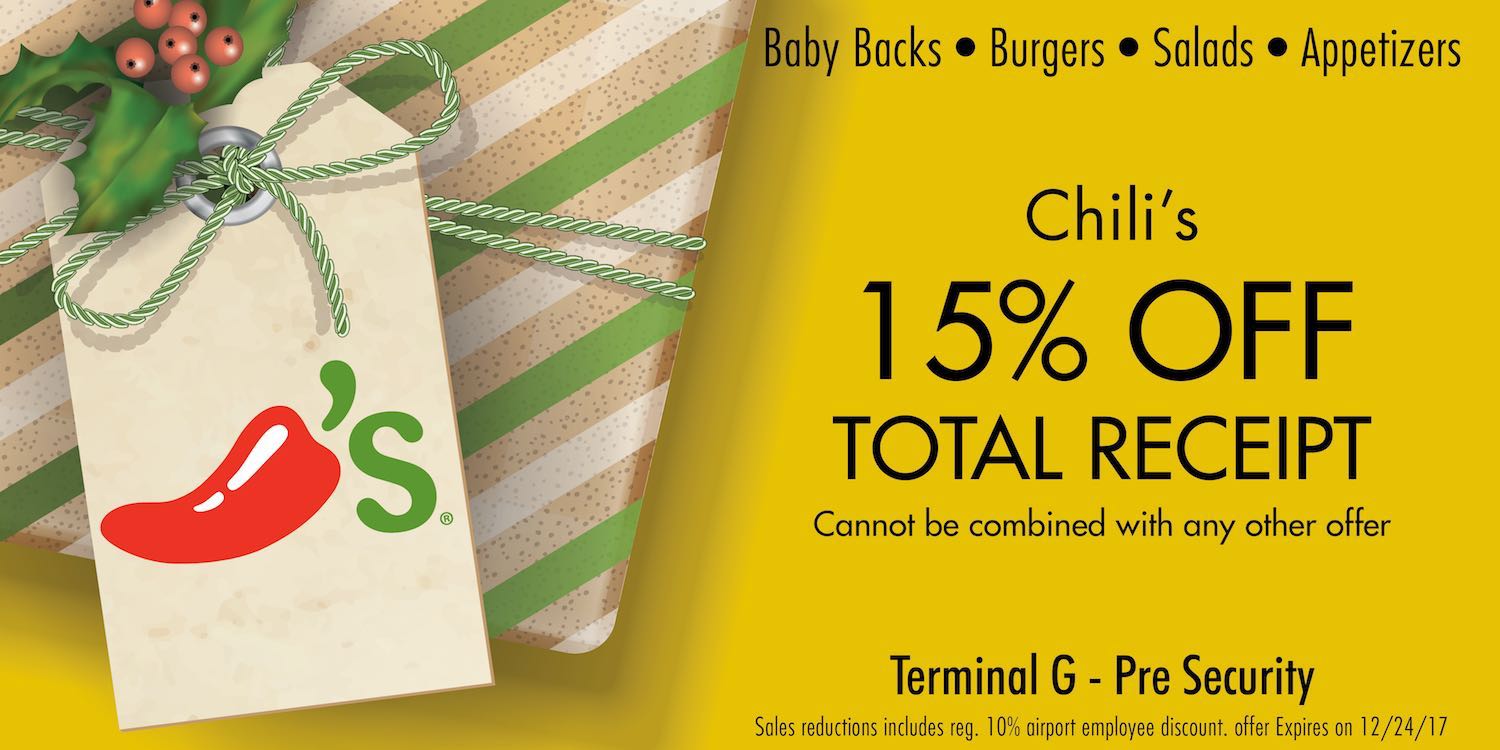 Baby Backs • Burgers • Salads • Appetizers
Chili's
15% OFF
TOTAL RECEIPT
Cannot be combined with any other offer
's®
Terminal G - Pre Security
Sales reductions includes reg. 10% airport employee discount. offer Expires on 12/24/17